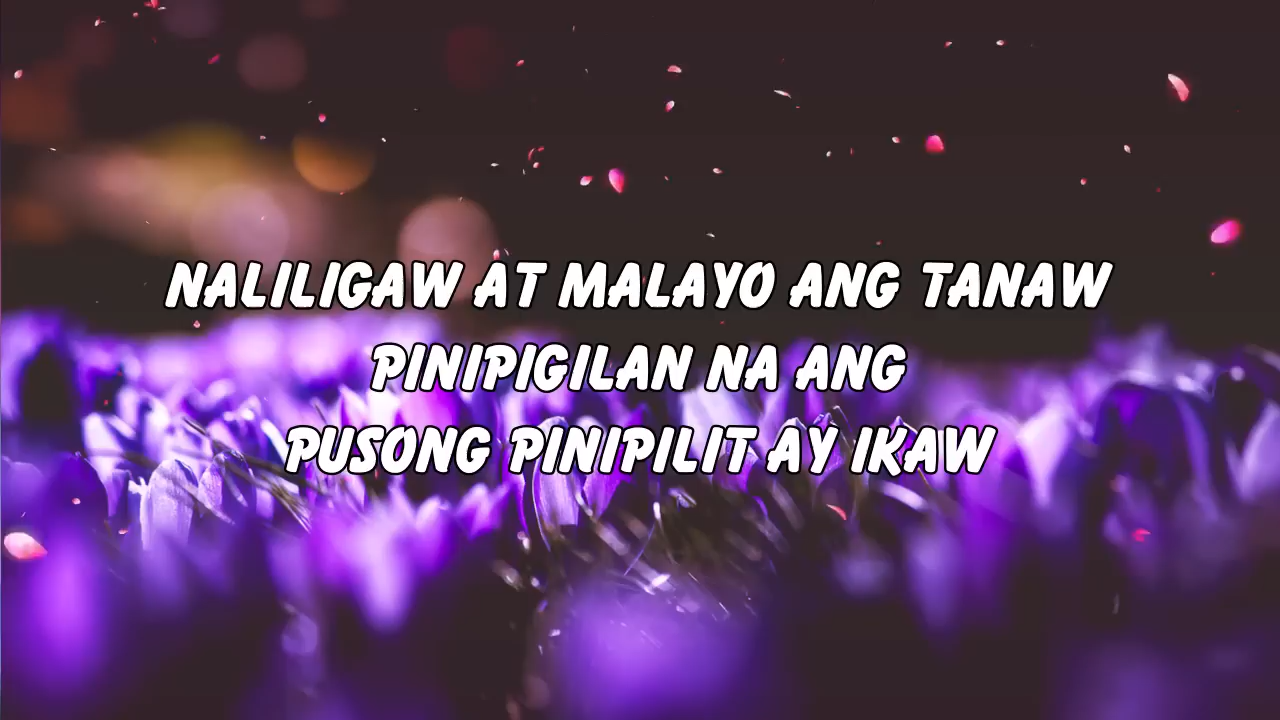 NALILIGAW AT MALAYO ANG TANAW
PINIPIGILAN NA ANG
PUSONG PINIPILIT AY IKAW